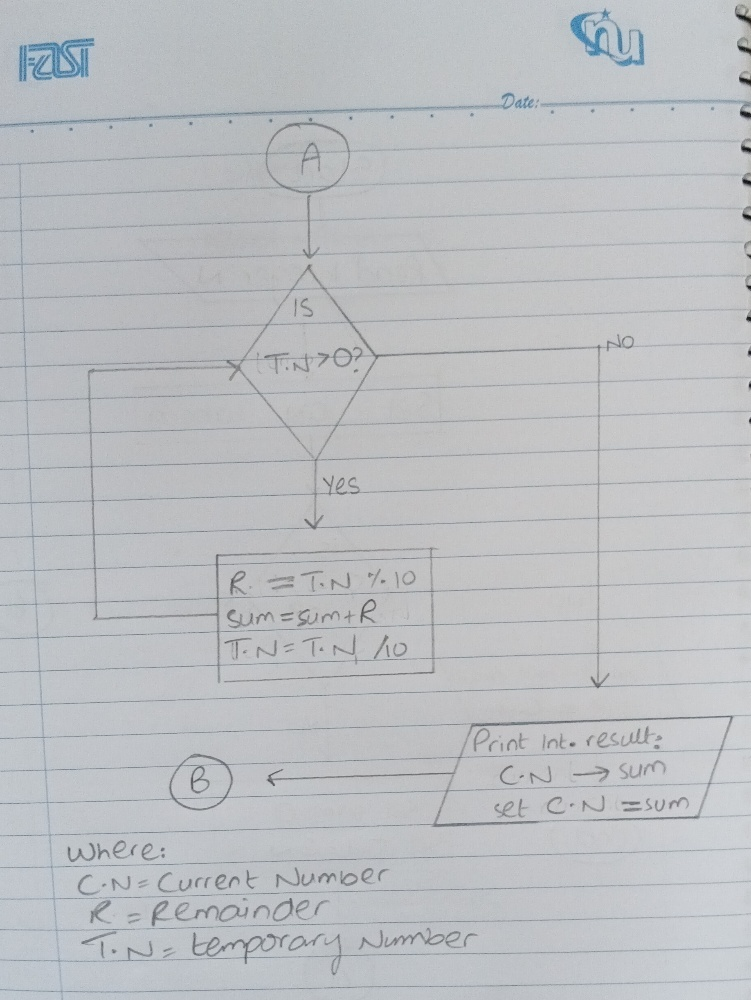 FAST
nu
Date:
A
IS
T.N>0?
NO
Yes
R. = T.N % 10
sum=sum+R
T.N = T.N /10
Print Int. result:
C.N → sum
set C.N = sum
B
Where:
C.N = Current Number
R = Remainder
T.N = temporary Number